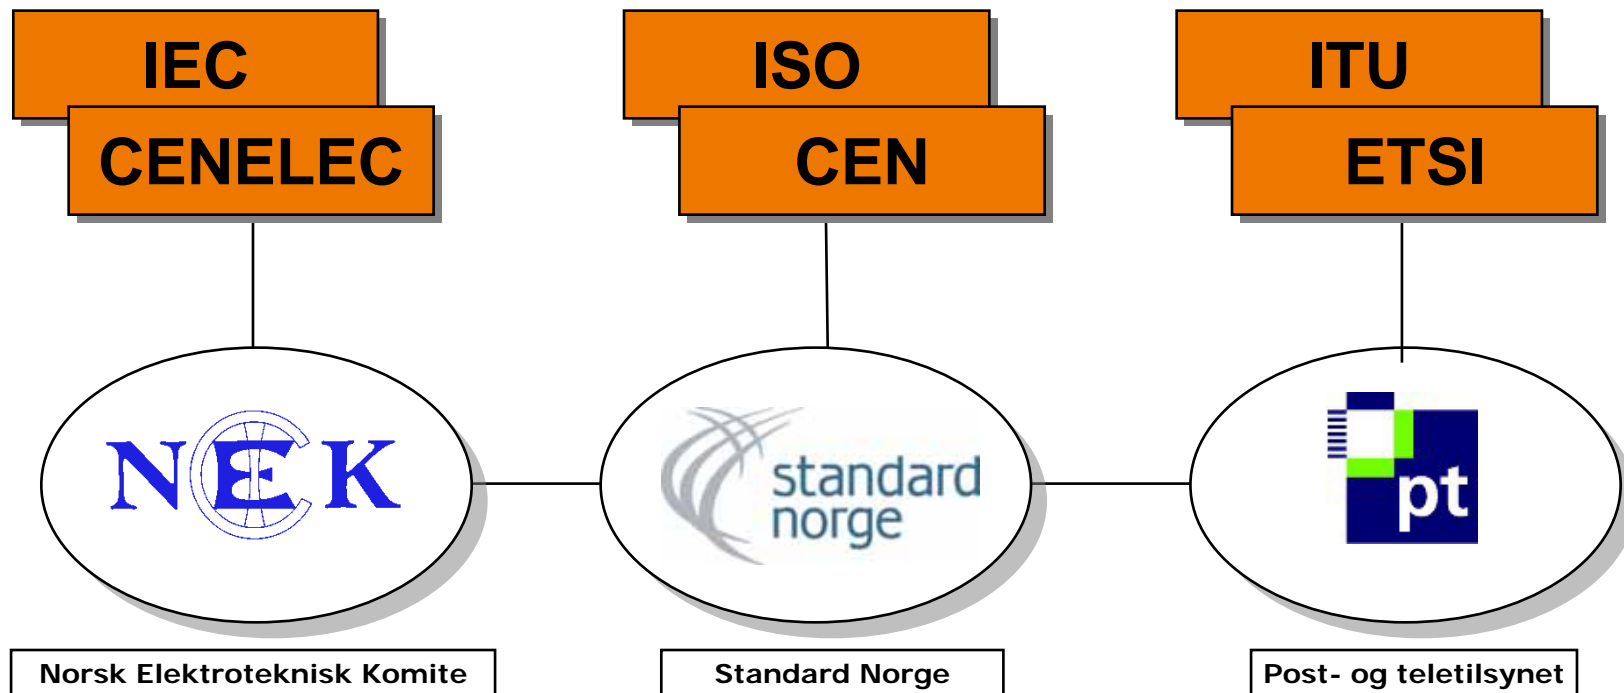 IEC
CENELEC
ISO
CEN
ITU
ETSI
NEK
standard
norge
pt
Norsk Elektroteknisk Komite
Standard Norge
Post- og teletilsynet